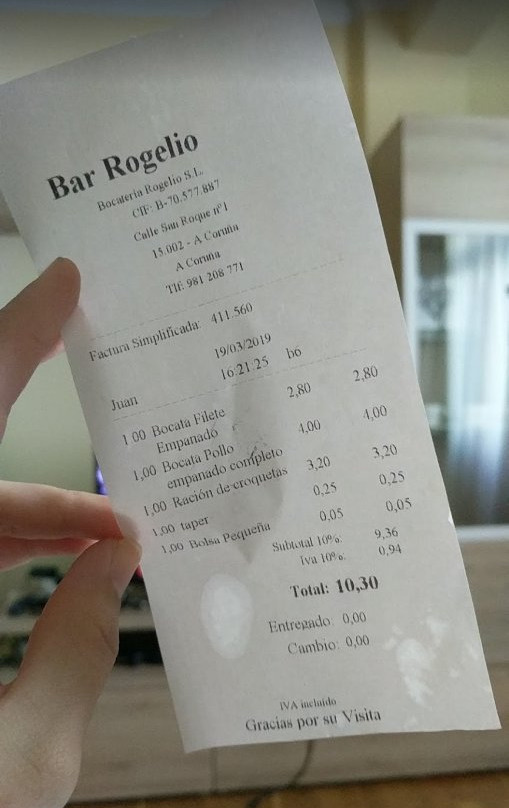 Bar Rogelio
Bocatería Rogelio S.L.
CIF: B-70.577.887
Calle San Roque nº1
15.002 - A Coruña
A Coruña
Tlf: 981 208 771
Factura Simplificada: 411.560
19/03/2019
Juan 16:21:25 b6
1 00 Bocata Filete 2,80 2,80
Empanado
1,00 Bocata Pollo 4,00 4,00
empanado completo
1,00 Ración de croquetas 3,20 3,20
1,00 taper 0,25 0,25
1,00 Bolsa Pequeña 0,05 0,05
Subtotal 10%: 9,36
Iva 10%: 0,94
Total: 10,30
Entregado: 0,00
Cambio: 0,00
IVA incluido
Gracias por su Visita